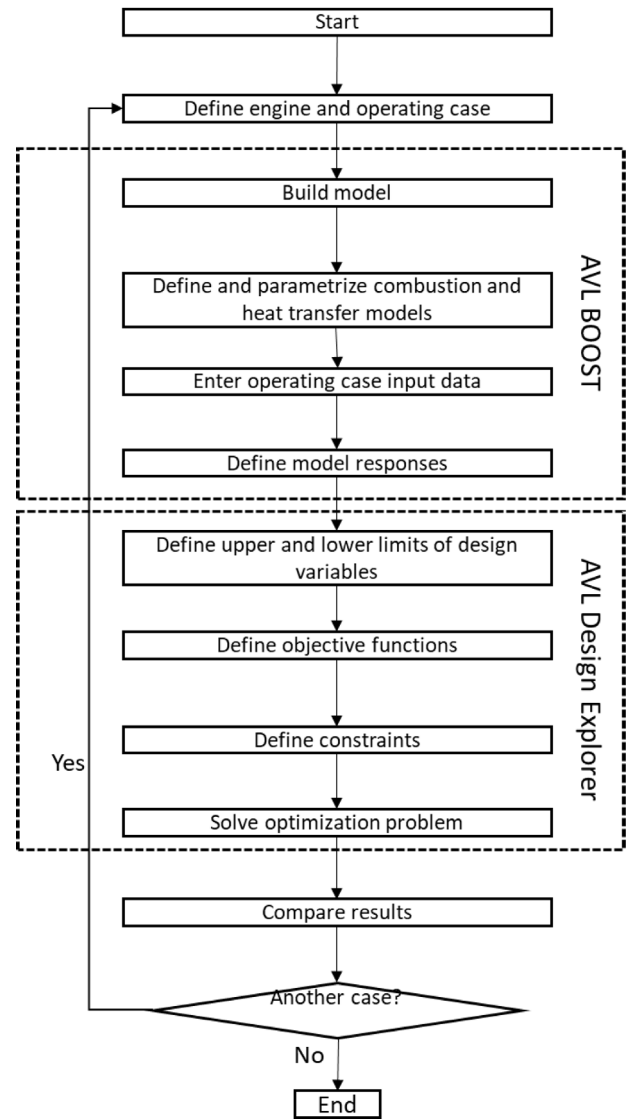 Start
Define engine and operating case
Build model
Define and parametrize combustion and
heat transfer models
Enter operating case input data
Define model responses
AVL BOOST
Define upper and lower limits of design
variables
Define objective functions
Define constraints
Solve optimization problem
AVL Design Explorer
Yes
Compare results
Another case?
No
End